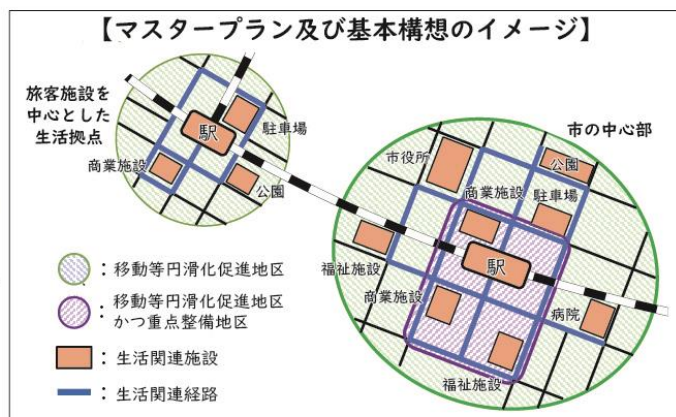 【マスタープラン及び基本構想のイメージ】
旅客施設を
中心とした
生活拠点
駅
駐車場
商業施設
公園
市の中心部
市役所
公園
商業施設
駐車場
駅
福祉施設
商業施設
病院
福祉施設
：移動等円滑化促進地区
：移動等円滑化促進地区
かつ重点整備地区
：生活関連施設
：生活関連経路